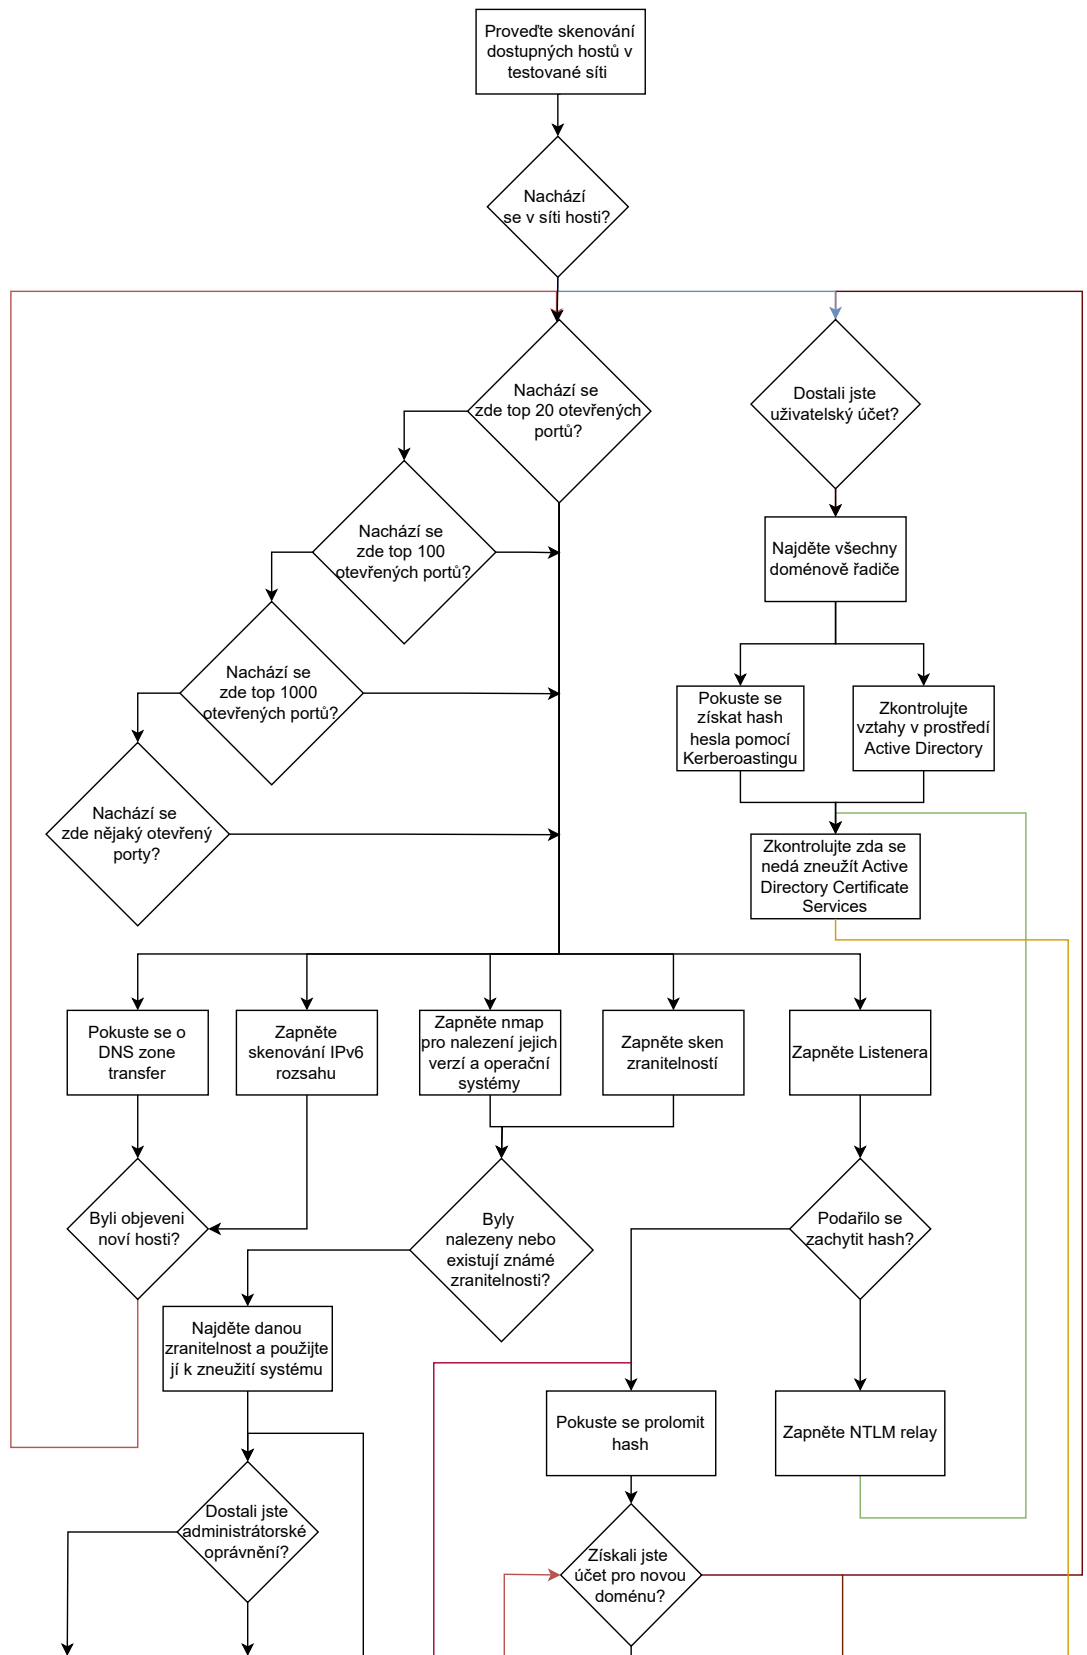 Proveďte skenování
dostupných hostů v
testované síti
Nachází
se v síti hosti?
Nachází se
zde top 20 otevřených
portů?
Dostali jste
uživatelský účet?
Nachází se
zde top 100
otevřených portů?
Najděte všechny
doménově řadiče
Nachází se
zde top 1000
otevřených portů?
Pokuste se
získat hash
hesla pomocí
Kerberoastingu
Zkontrolujte
vztahy v prostředí
Active Directory
Nachází se
zde nějaký otevřený
porty?
Zkontrolujte zda se
nedá zneužít Active
Directory Certificate
Services
Pokuste se o
DNS zone
transfer
Zapněte
skenování IPv6
rozsahu
Zapněte nmap
pro nalezení jejich
verzí a operační
systémy
Zapněte sken
zranitelností
Zapněte Listenera
Byli objeveni
noví hosti?
Byly
nalezeny nebo
existují známé
zranitelnosti?
Podařilo se
zachytit hash?
Najděte danou
zranitelnost a použijte
jí k zneužití systému
Pokuste se prolomit
hash
Zapněte NTLM relay
Dostali jste
administrátorské
oprávnění?
Získali jste
účet pro novou
doménu?